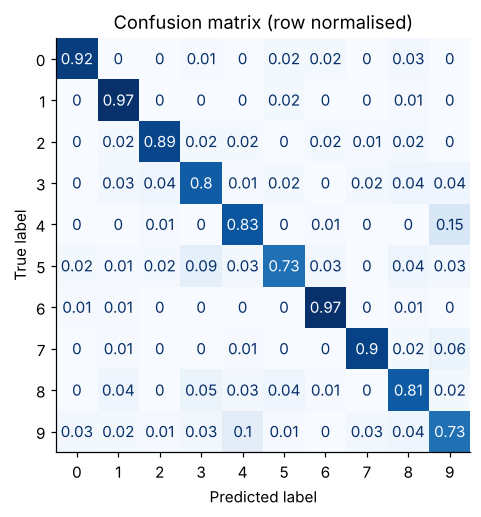 Confusion matrix (row normalised)
0 0.92 0 0 0.01 0 0.02 0.02 0 0.03 0
1 0 0.97 0 0 0 0.02 0 0 0.01 0
2 0 0.02 0.89 0.02 0.02 0 0.02 0.01 0.02 0
3 0 0.03 0.04 0.8 0.01 0.02 0 0.02 0.04 0.04
4 0 0 0.01 0 0.83 0 0.01 0 0 0.15
5 0.02 0.01 0.02 0.09 0.03 0.73 0.03 0 0.04 0.03
6 0.01 0.01 0 0 0 0 0.97 0 0.01 0
7 0 0.01 0 0 0.01 0 0 0.9 0.02 0.06
8 0 0.04 0 0.05 0.03 0.04 0.01 0 0.81 0.02
9 0.03 0.02 0.01 0.03 0.1 0.01 0 0.03 0.04 0.73
0 1 2 3 4 5 6 7 8 9
Predicted label
True label